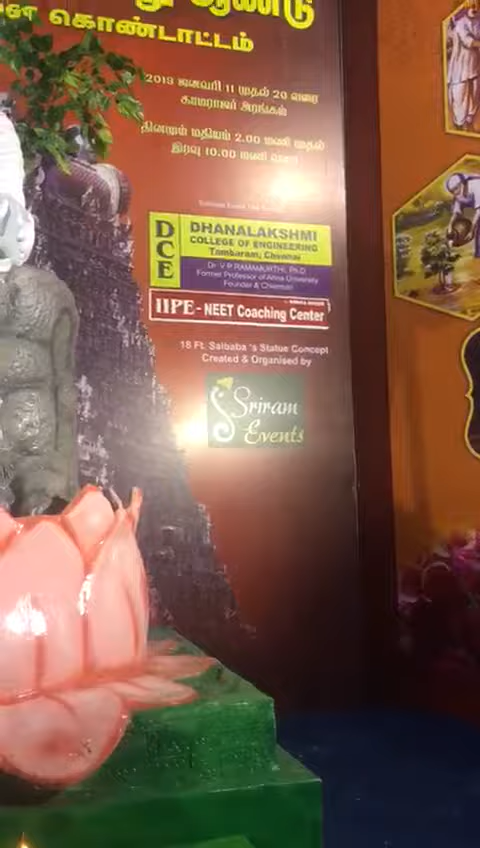 ஆண்டு
கொண்டாட்டம்
2019 ஜனவரி 11 முதல் 20 வரை
காமராஜர் அரங்கம்
தினமும் மதியம் 2.00 மணி முதல்
இரவு 10.00 மணி வரை
DCE
DHANALAKSHMI
COLLEGE OF ENGINEERING
Tambaram, Chennai
Dr. V P RAMAMURTHI, Ph.D
Former Professor of Anna University
Founder & Chairman
IIPE - NEET Coaching Center
18 Ft. Saibaba 's Statue Concept
Created & Organised by
Sriram
Events